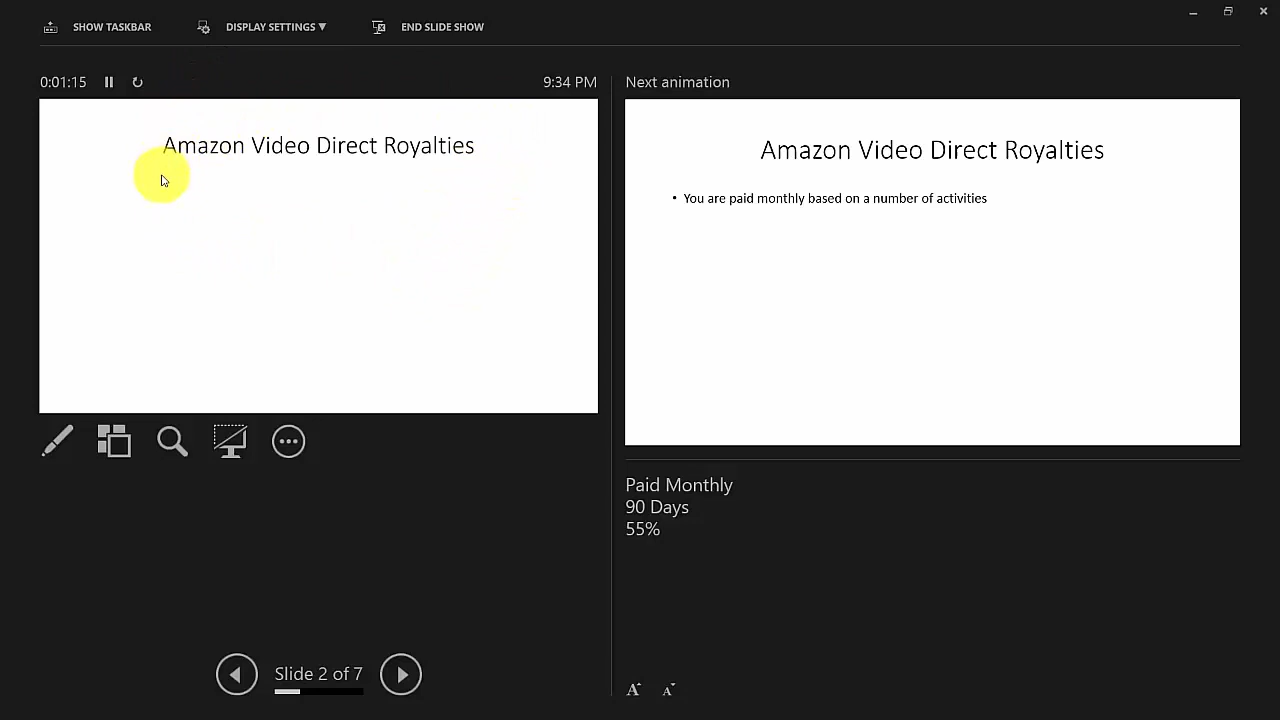 SHOW TASKBAR
DISPLAY SETTINGS ▼
END SLIDE SHOW
0:01:15
9:34 PM
Amazon Video Direct Royalties
Next animation
Amazon Video Direct Royalties
• You are paid monthly based on a number of activities
Paid Monthly
90 Days
55%
Slide 2 of 7
A A